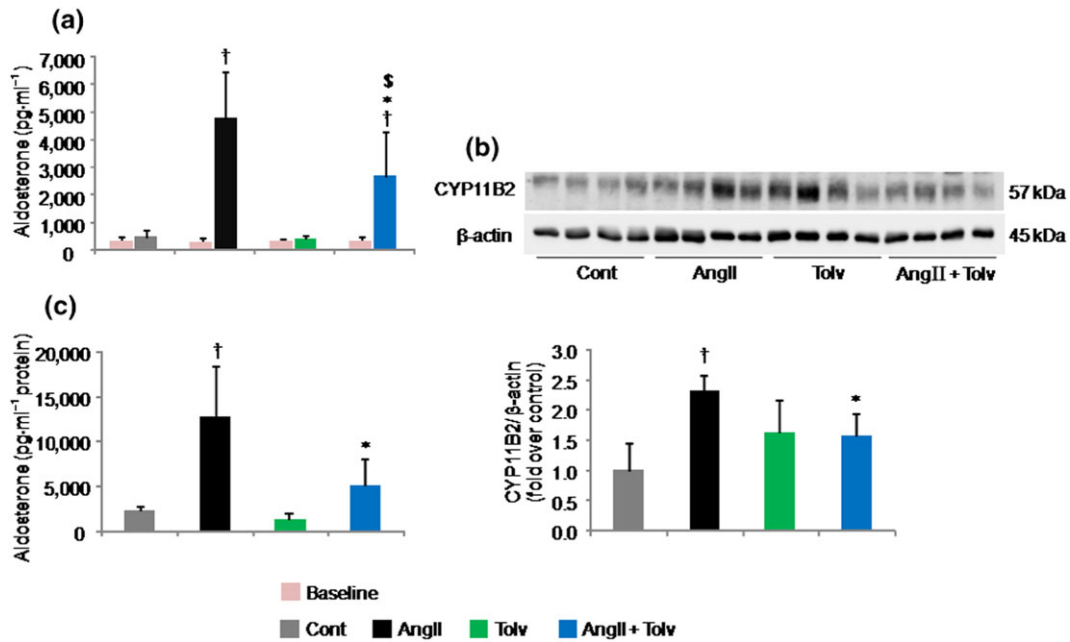 (a)
Aldosterone (pg·ml⁻¹)
7,000
6,000
5,000
4,000
3,000
2,000
1,000
0
†
$
*
†
(b)
CYP11B2
57 kDa
β-actin
45 kDa
Cont AngII Tolv AngII + Tolv
(c)
Aldosterone (pg·ml⁻¹ protein)
20,000
15,000
10,000
5,000
0
†
*
CYP11B2/β-actin
(fold over control)
3.0
2.5
2.0
1.5
1.0
0.5
0.0
†
*
Baseline
Cont AngII Tolv AngII + Tolv